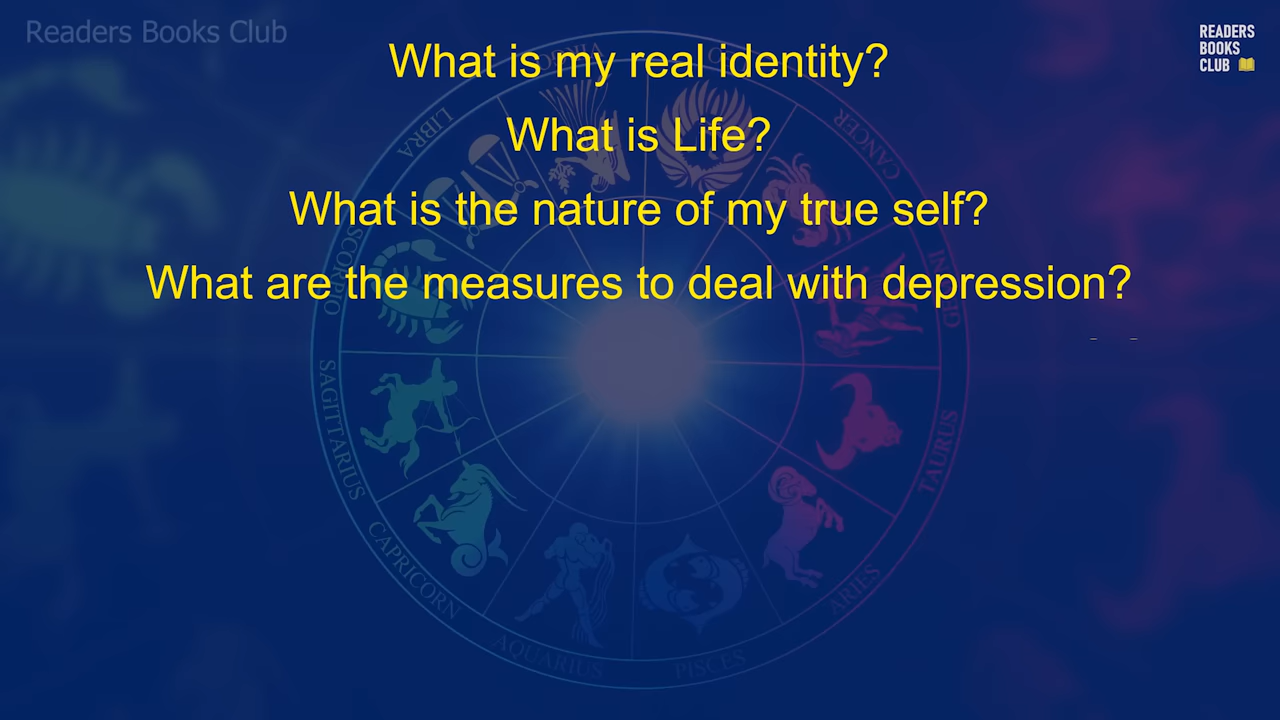 Readers Books Club
READERS
BOOKS
CLUB
What is my real identity?
What is Life?
What is the nature of my true self?
What are the measures to deal with depression?
LIBRA
CANCER
SCORPIO
SAGITTARIUS
TAURUS
CAPRICORN
ARIES
AQUARIUS
PISCES